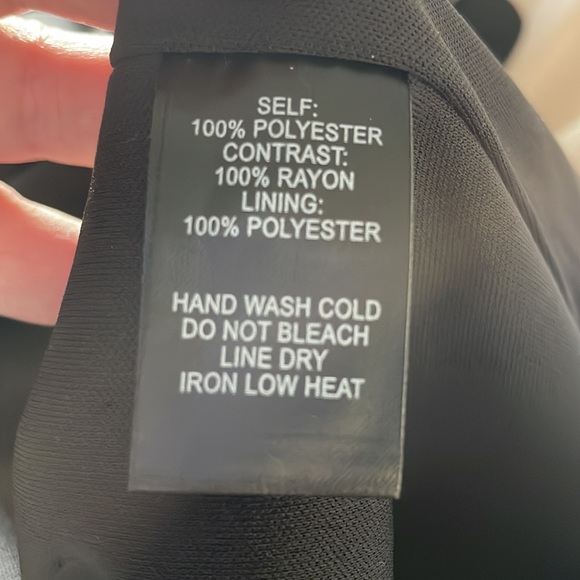 SELF:
100% POLYESTER
CONTRAST:
100% RAYON
LINING:
100% POLYESTER
HAND WASH COLD
DO NOT BLEACH
LINE DRY
IRON LOW HEAT